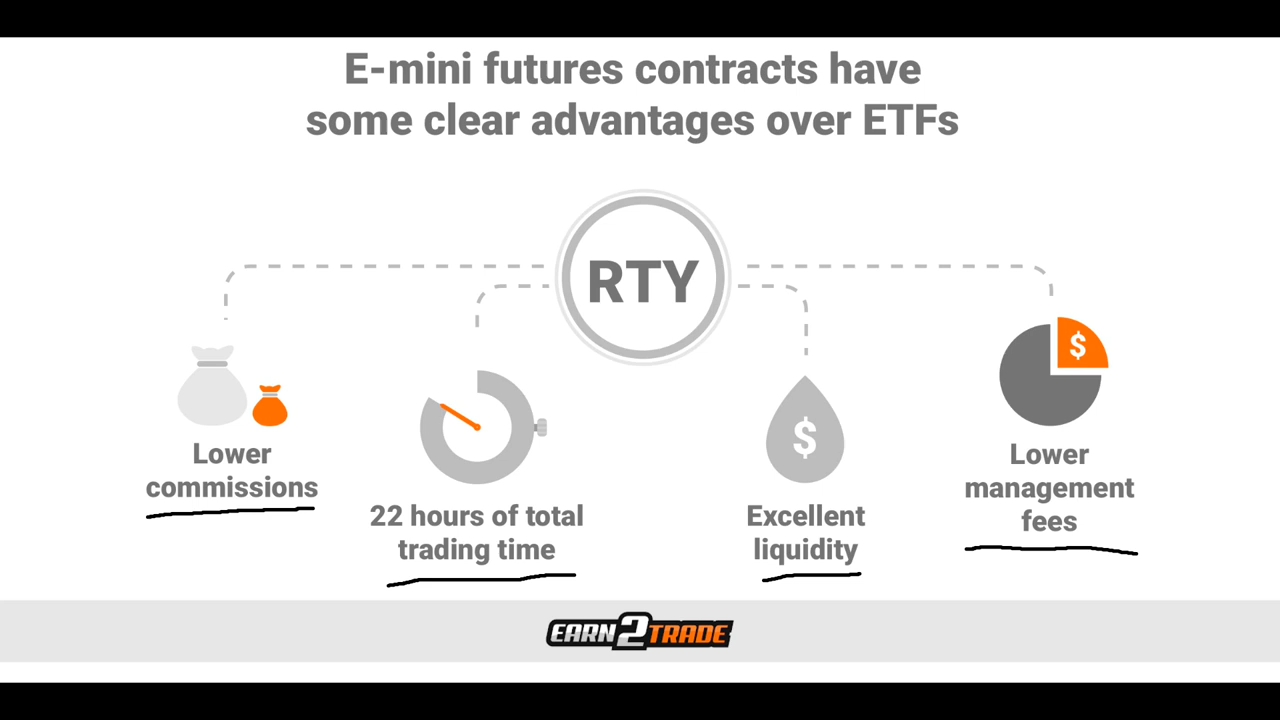 E-mini futures contracts have
some clear advantages over ETFs
RTY
Lower
commissions
22 hours of total
trading time
$
Excellent
liquidity
$
Lower
management
fees
EARN2TRADE